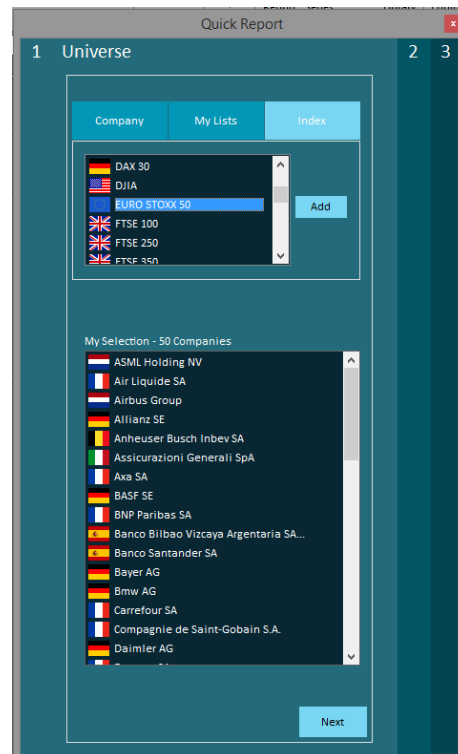 Quick Report
x
1 Universe 2 3
Company My Lists Index
DAX 30
DJIA
EURO STOXX 50
Add
FTSE 100
FTSE 250
FTSE 350
My Selection - 50 Companies
ASML Holding NV
Air Liquide SA
Airbus Group
Allianz SE
Anheuser Busch Inbev SA
Assicurazioni Generali SpA
Axa SA
BASF SE
BNP Paribas SA
Banco Bilbao Vizcaya Argentaria SA...
Banco Santander SA
Bayer AG
Bmw AG
Carrefour SA
Compagnie de Saint-Gobain S.A.
Daimler AG
Next